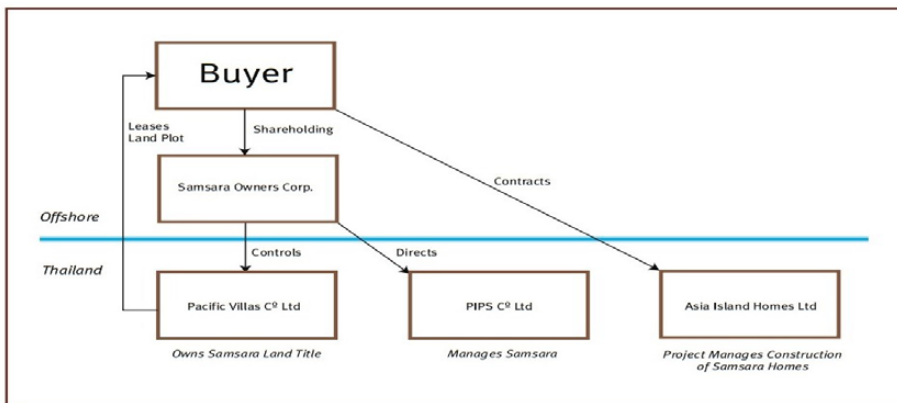 Buyer
Leases
Land Plot
Shareholding
Samsara Owners Corp.
Contracts
Offshore
Thailand
Controls
Directs
Pacific Villas Cº Ltd
PIPS Cº Ltd
Asia Island Homes Ltd
Owns Samsara Land Title
Manages Samsara
Project Manages Construction
of Samsara Homes